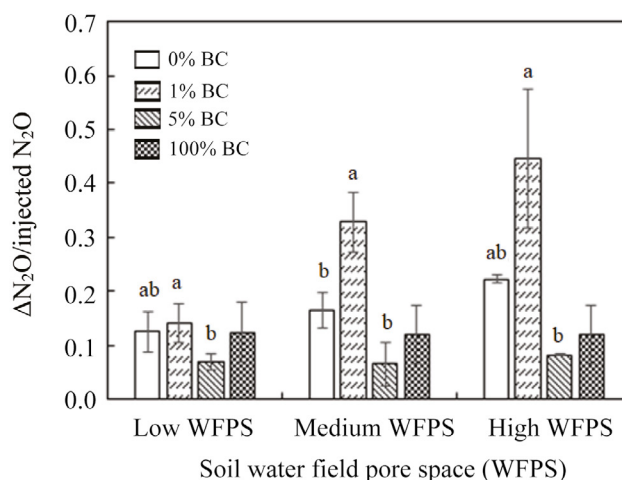 0.7
0.6
0.5
0.4
0.3
0.2
0.1
0.0
ΔN₂O/injected N₂O
0% BC
1% BC
5% BC
100% BC
ab
a
b
b
a
b
ab
a
b
Low WFPS
Medium WFPS
High WFPS
Soil water field pore space (WFPS)